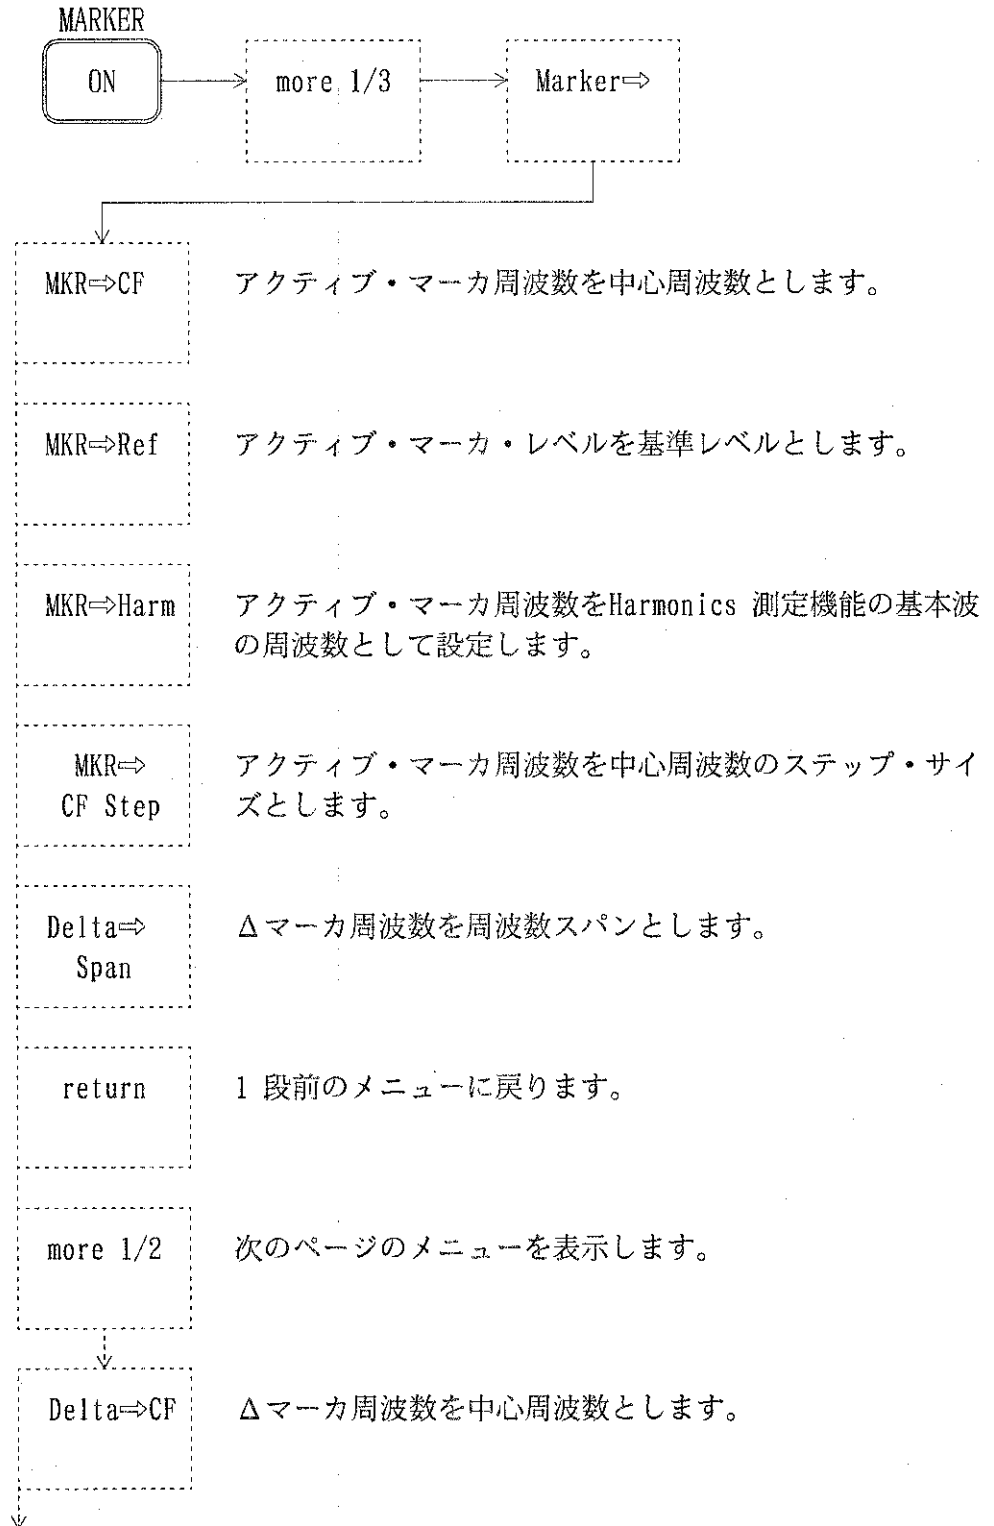 MARKER
ON
more 1/3
Marker⇨
MKR⇨CF
アクティブ・マーカ周波数を中心周波数とします。
MKR⇨Ref
アクティブ・マーカ・レベルを基準レベルとします。
MKR⇨Harm
アクティブ・マーカ周波数をHarmonics 測定機能の基本波
の周波数として設定します。
MKR⇨
CF Step
アクティブ・マーカ周波数を中心周波数のステップ・サイ
ズとします。
Delta⇨
Span
Δマーカ周波数を周波数スパンとします。
return
1 段前のメニューに戻ります。
more 1/2
次のページのメニューを表示します。
Delta⇨CF
Δマーカ周波数を中心周波数とします。